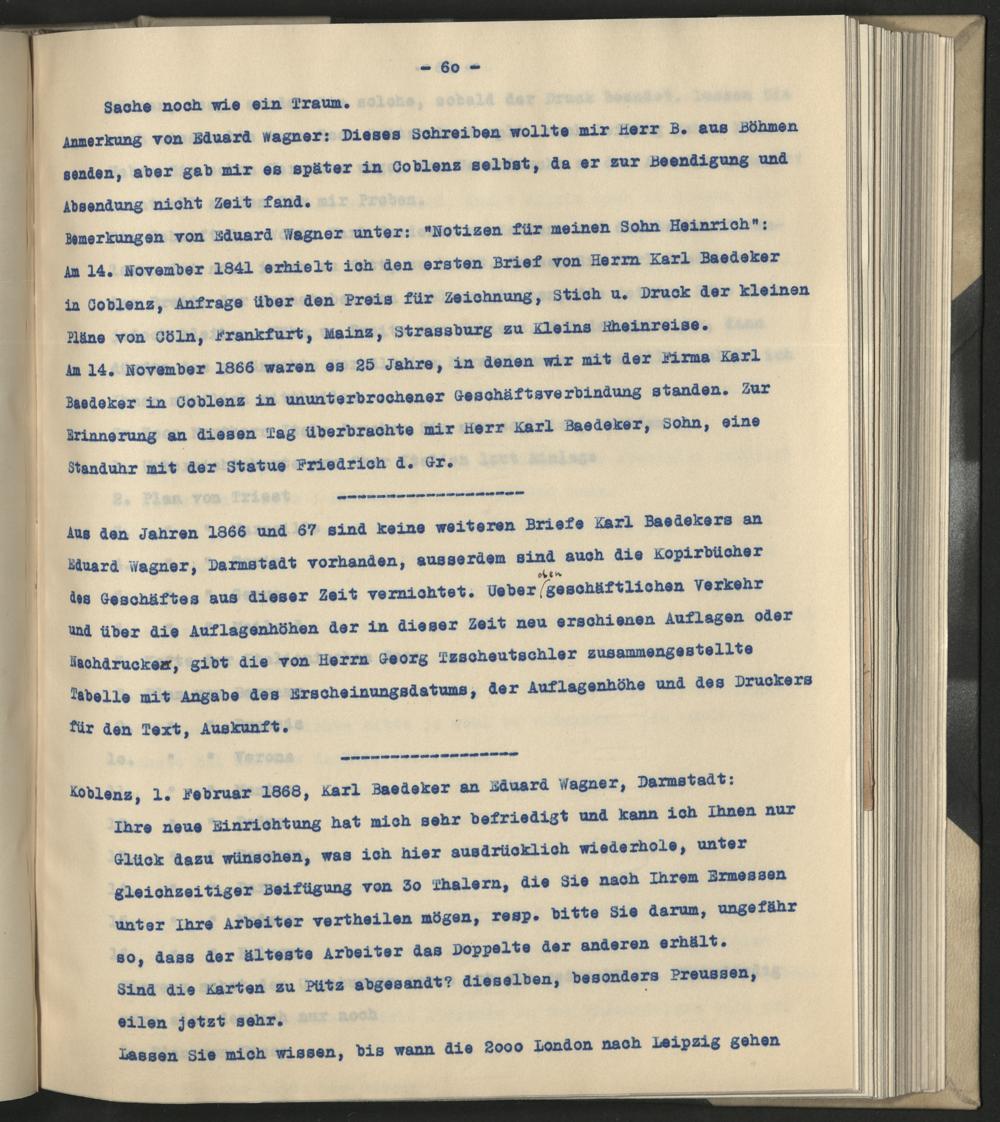 - 60 -
Sache noch wie ein Traum.
Anmerkung von Eduard Wagner: Dieses Schreiben wollte mir Herr B. aus Böhmen
senden, aber gab mir es später in Coblenz selbst, da er zur Beendigung und
Absendung nicht Zeit fand.
Bemerkungen von Eduard Wagner unter: "Notizen für meinen Sohn Heinrich":
Am 14. November 1841 erhielt ich den ersten Brief von Herrn Karl Baedeker
in Coblenz, Anfrage über den Preis für Zeichnung, Stich u. Druck der kleinen
Pläne von Cöln, Frankfurt, Mainz, Strassburg zu Kleins Rheinreise.
Am 14. November 1866 waren es 25 Jahre, in denen wir mit der Firma Karl
Baedeker in Coblenz in ununterbrochener Geschäftsverbindung standen. Zur
Erinnerung an diesen Tag überbrachte mir Herr Karl Baedeker, Sohn, eine
Standuhr mit der Statue Friedrich d. Gr.
--------------------
Aus den Jahren 1866 und 67 sind keine weiteren Briefe Karl Baedekers an
Eduard Wagner, Darmstadt vorhanden, ausserdem sind auch die Kopirbücher
des Geschäftes aus dieser Zeit vernichtet. Ueber den geschäftlichen Verkehr
und über die Auflagenhöhen der in dieser Zeit neu erschienen Auflagen oder
Nachdrucke, gibt die von Herrn Georg Tzscheutschler zusammengestellte
Tabelle mit Angabe des Erscheinungsdatums, der Auflagenhöhe und des Druckers
für den Text, Auskunft.
-------------------
Koblenz, 1. Februar 1868, Karl Baedeker an Eduard Wagner, Darmstadt:
Ihre neue Einrichtung hat mich sehr befriedigt und kann ich Ihnen nur
Glück dazu wünschen, was ich hier ausdrücklich wiederhole, unter
gleichzeitiger Beifügung von 30 Thalern, die Sie nach Ihrem Ermessen
unter Ihre Arbeiter vertheilen mögen, resp. bitte Sie darum, ungefähr
so, dass der älteste Arbeiter das Doppelte der anderen erhält.
Sind die Karten zu Pütz abgesandt? dieselben, besonders Preussen,
eilen jetzt sehr.
Lassen Sie mich wissen, bis wann die 2000 London nach Leipzig gehen